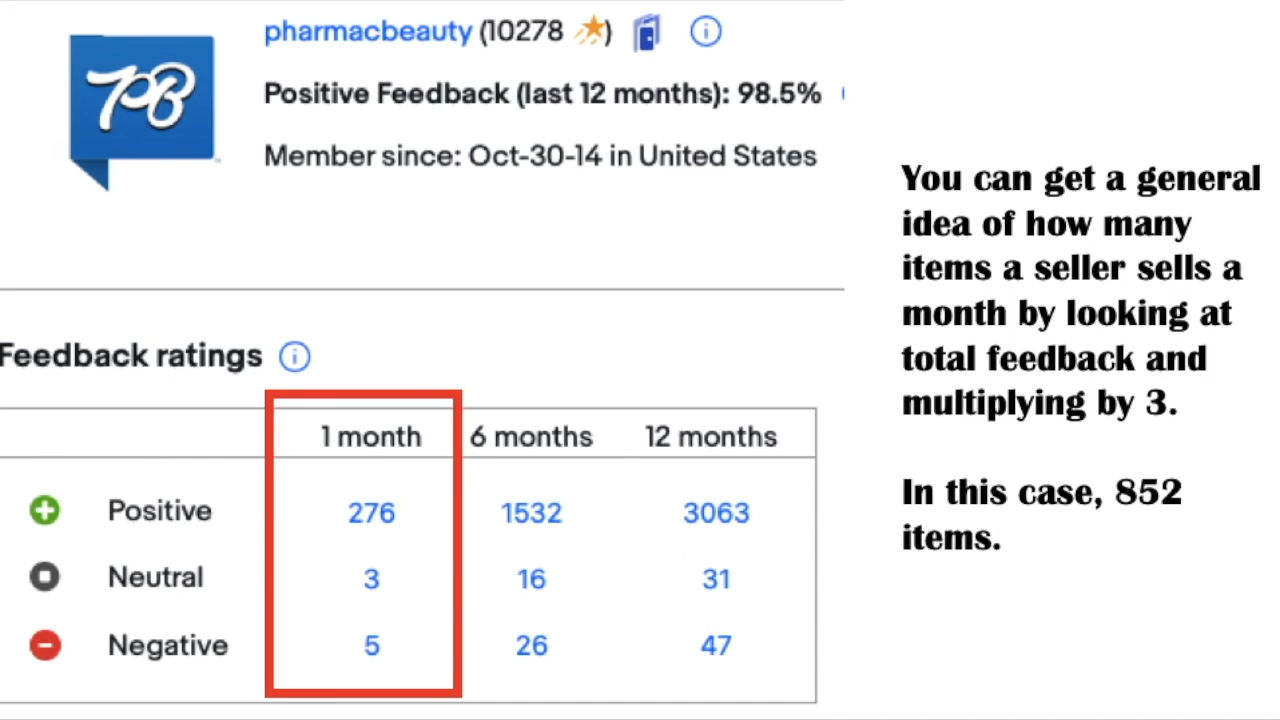 pharmacbeauty (10278 )
Positive Feedback (last 12 months): 98.5%
Member since: Oct-30-14 in United States
PB
Feedback ratings
1 month 6 months 12 months
Positive 276 1532 3063
Neutral 3 16 31
Negative 5 26 47
You can get a general
idea of how many
items a seller sells a
month by looking at
total feedback and
multiplying by 3.
In this case, 852
items.